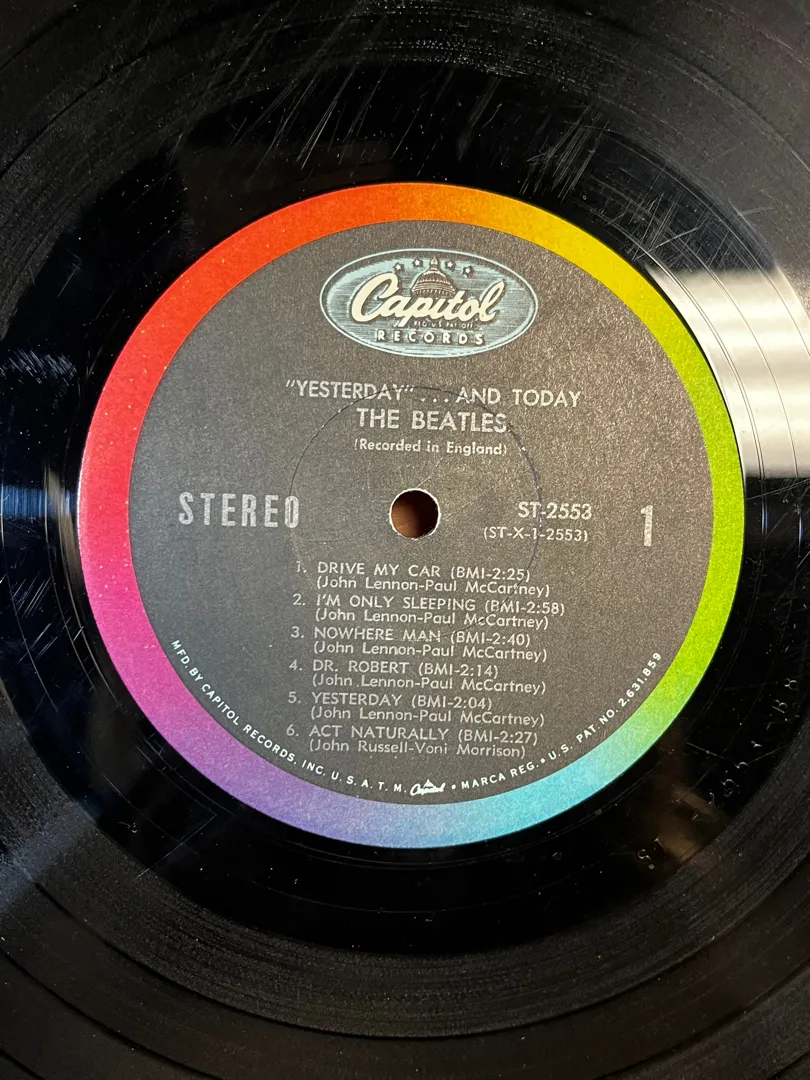 Capitol
REG. U.S. PAT. OFF.
RECORDS
"YESTERDAY" . . . AND TODAY
THE BEATLES
(Recorded in England)
STEREO
ST-2553
(ST-X-1-2553)
1
1. DRIVE MY CAR (BMI-2:25)
(John Lennon-Paul McCartney)
2. I'M ONLY SLEEPING (BMI-2:58)
(John Lennon-Paul McCartney)
3. NOWHERE MAN (BMI-2:40)
(John Lennon-Paul McCartney)
4. DR. ROBERT (BMI-2:14)
(John Lennon-Paul McCartney)
5. YESTERDAY (BMI-2:04)
(John Lennon-Paul McCartney)
6. ACT NATURALLY (BMI-2:27)
(John Russell-Voni Morrison)
MFD. BY CAPITOL RECORDS, INC. U. S. A. T. M. Capitol • MARCA REG. • U. S. PAT. NO. 2,631,859